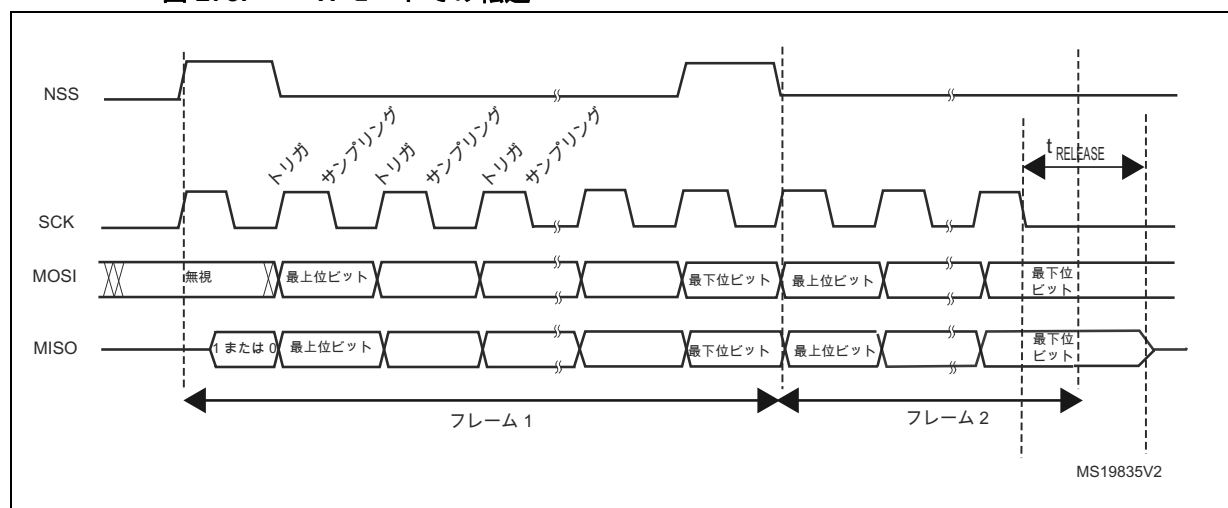 NSS
トリガ
サンプリング
トリガ
サンプリング
トリガ
サンプリング
t RELEASE
SCK
MOSI
無視
最上位ビット
最下位ビット
最上位ビット
最下位
ビット
MISO
1 または 0
最上位ビット
最下位ビット
最上位ビット
最下位
ビット
フレーム 1
フレーム 2
MS19835V2